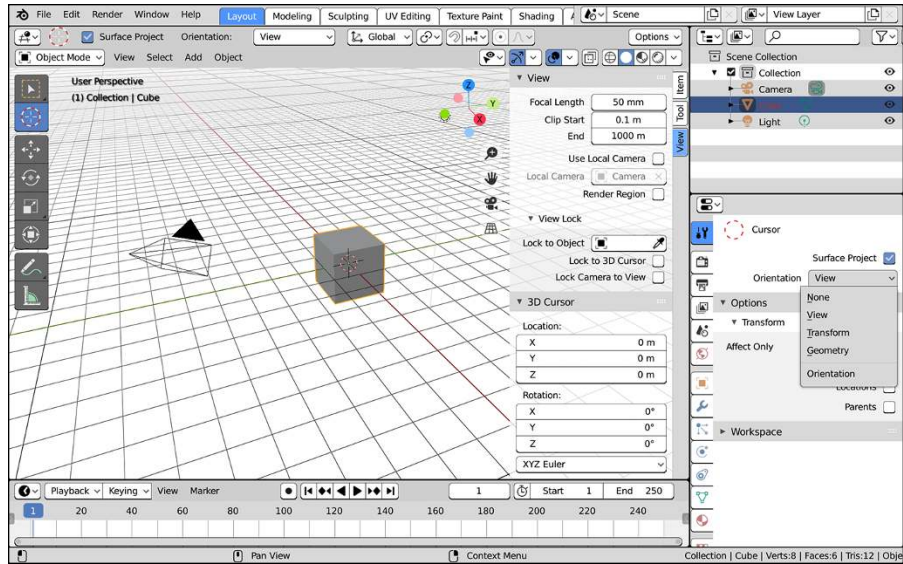 File Edit Render Window Help Layout Modeling Sculpting UV Editing Texture Paint Shading Scene View Layer
Surface Project Orientation: View Global Options
Object Mode View Select Add Object
User Perspective
(1) Collection | Cube
Z
Y
X
View
Focal Length 50 mm
Clip Start 0.1 m
End 1000 m
Use Local Camera
Local Camera Camera
Render Region
View Lock
Lock to Object
Lock to 3D Cursor
Lock Camera to View
3D Cursor
Location:
X 0 m
Y 0 m
Z 0 m
Rotation:
X 0°
Y 0°
Z 0°
XYZ Euler
Item
Tool
View
Scene Collection
Collection
Camera
Cube
Light
Cursor
Surface Project
Orientation View
None
View
Transform
Geometry
Orientation
Options
Transform
Affect Only
Locations
Parents
Workspace
Playback Keying View Marker 1 Start 1 End 250
1 20 40 60 80 100 120 140 160 180 200 220 240
Pan View Context Menu Collection | Cube | Verts:8 | Faces:6 | Tris:12 | Obje